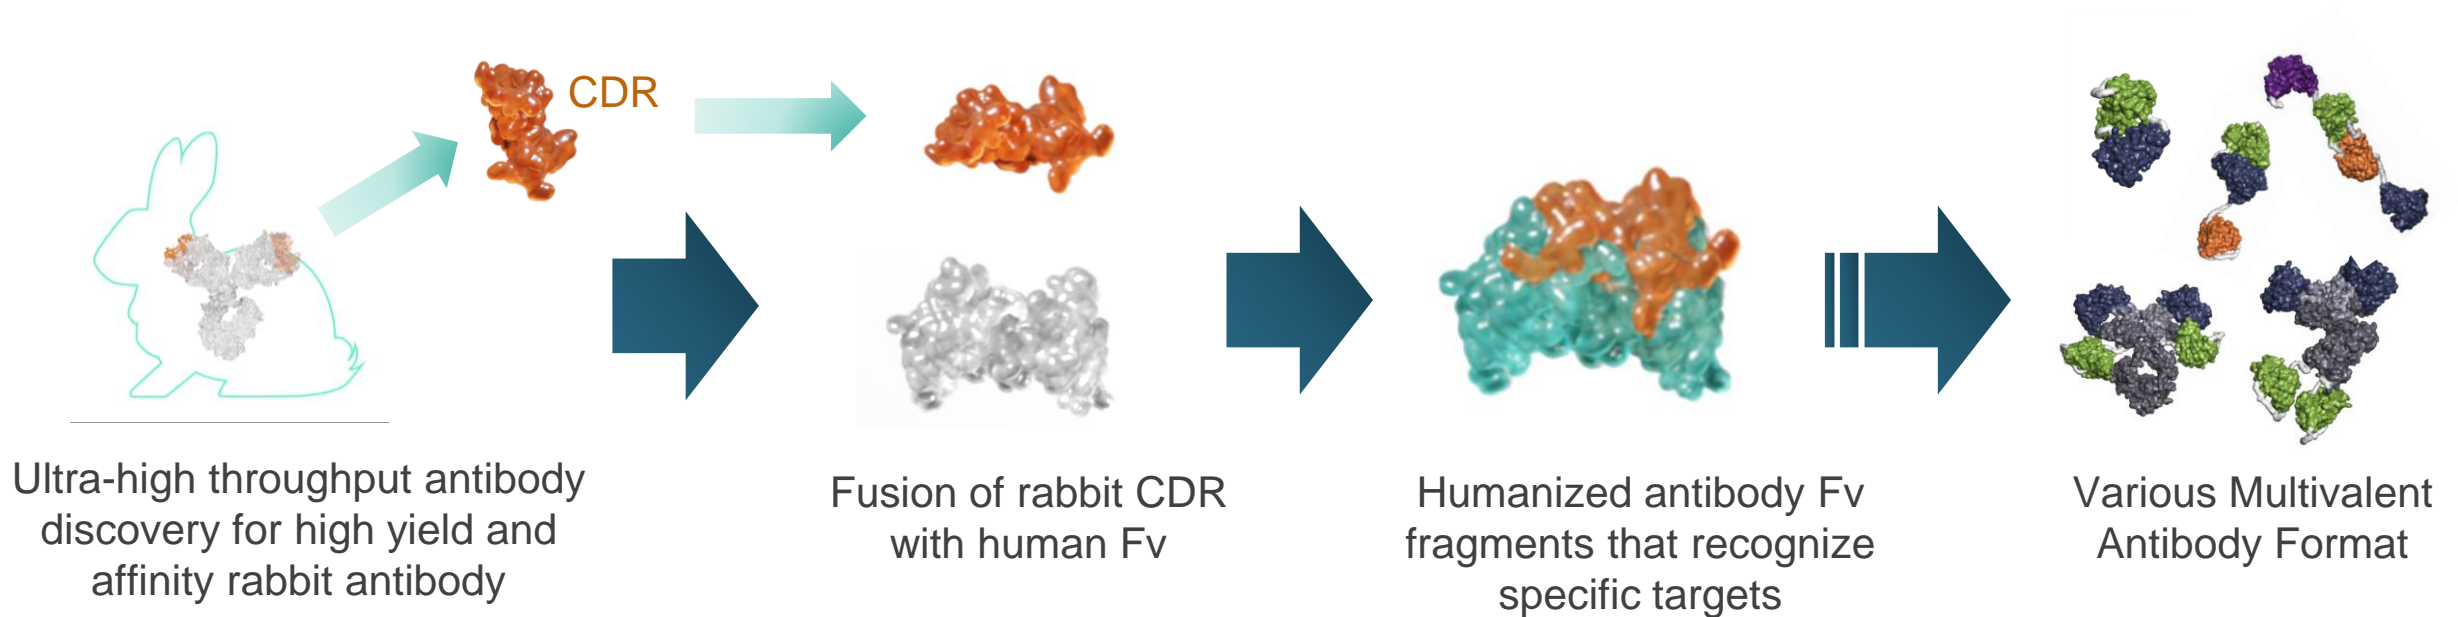 CDR
Ultra-high throughput antibody
discovery for high yield and
affinity rabbit antibody
Fusion of rabbit CDR
with human Fv
Humanized antibody Fv
fragments that recognize
specific targets
Various Multivalent
Antibody Format